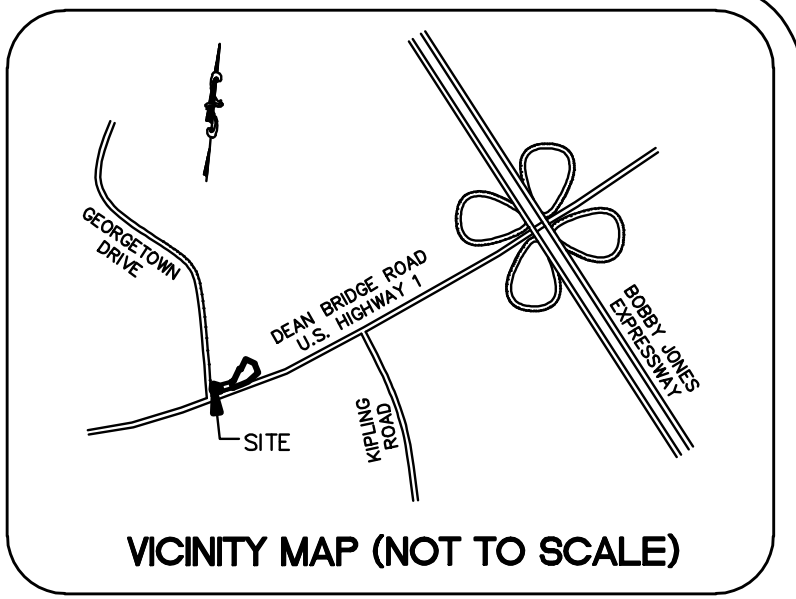 GEORGETOWN
DRIVE
DEAN BRIDGE ROAD
U.S. HIGHWAY 1
BOBBY JONES
EXPRESSWAY
KIPLING
ROAD
SITE
VICINITY MAP (NOT TO SCALE)